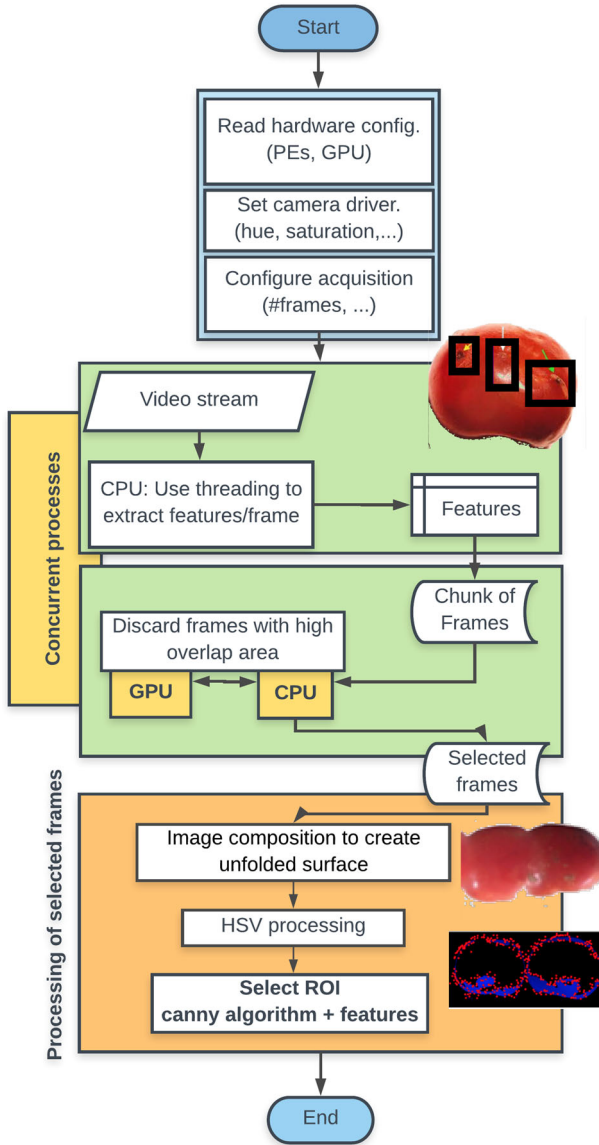 Start
Read hardware config.
(PEs, GPU)
Set camera driver.
(hue, saturation,...)
Configure acquisition
(#frames, ...)
Concurrent processes
Video stream
CPU: Use threading to
extract features/frame
Features
Chunk of
Frames
Discard frames with high
overlap area
GPU
CPU
Selected
frames
Processing of selected frames
Image composition to create
unfolded surface
HSV processing
Select ROI
canny algorithm + features
End